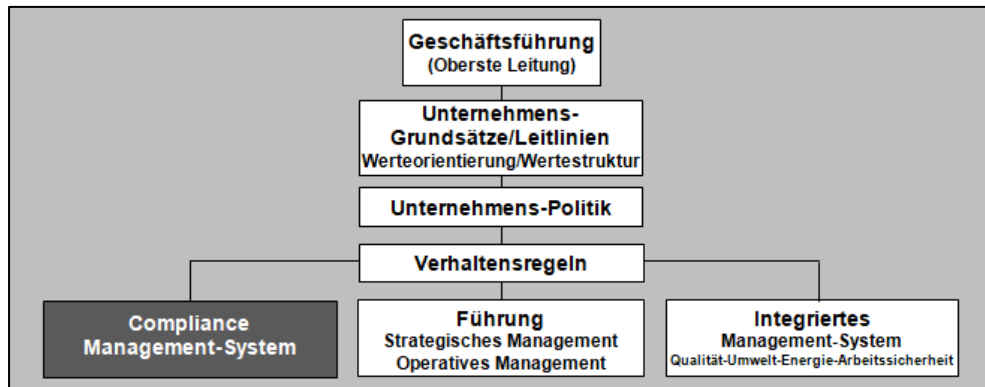 Geschäftsführung
(Oberste Leitung)
Unternehmens-
Grundsätze/Leitlinien
Werteorientierung/Wertestruktur
Unternehmens-Politik
Verhaltensregeln
Compliance
Management-System
Führung
Strategisches Management
Operatives Management
Integriertes
Management-System
Qualität-Umwelt-Energie-Arbeitssicherheit